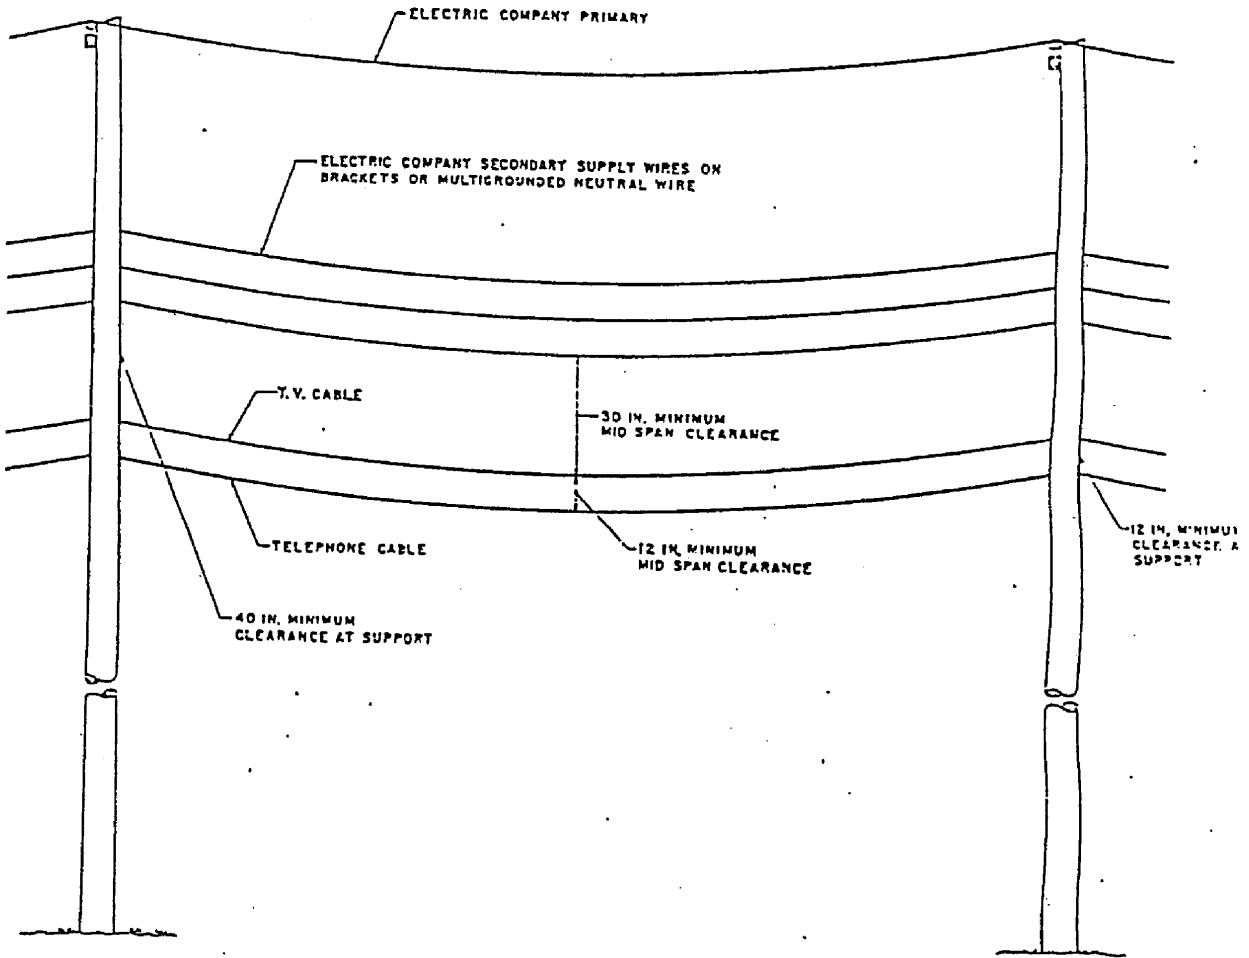 ELECTRIC COMPANY PRIMARY
ELECTRIC COMPANY SECONDARY SUPPLY WIRES ON
BRACKETS OR MULTIGROUNDED NEUTRAL WIRE
T.V. CABLE
30 IN. MINIMUM
MID SPAN CLEARANCE
TELEPHONE CABLE
12 IN. MINIMUM
MID SPAN CLEARANCE
12 IN. MINIMU
CLEARANCE A
SUPPORT
40 IN. MINIMUM
CLEARANCE AT SUPPORT